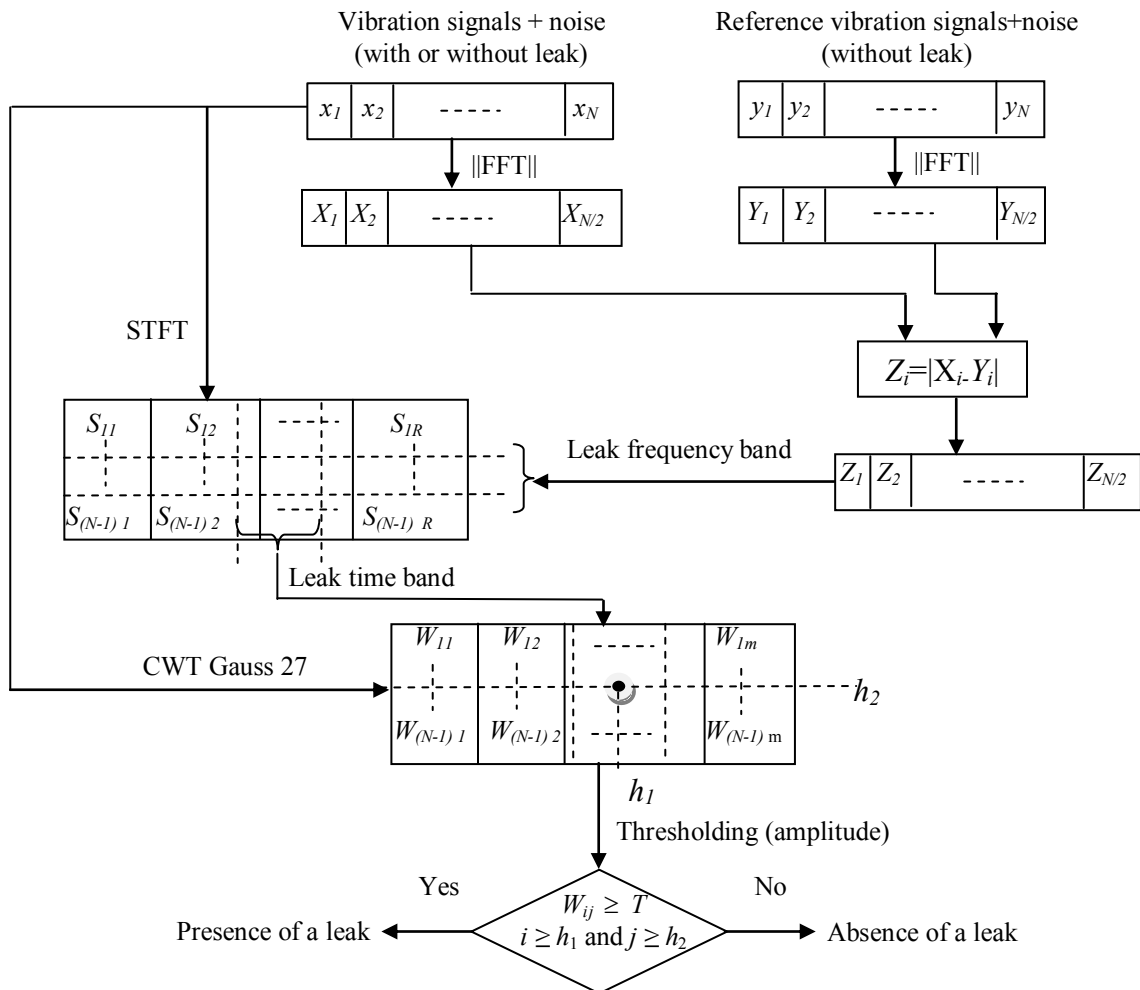 Vibration signals + noise
(with or without leak)
Reference vibration signals+noise
(without leak)
x1 x2 ----- xN
y1 y2 ----- yN
||FFT||
||FFT||
X1 X2 ----- XN/2
Y1 Y2 ----- YN/2
STFT
Zi=|Xi-Yi|
S11 S12 ----- S1R
S(N-1) 1 S(N-1) 2 ----- S(N-1) R
Leak frequency band
Z1 Z2 ----- ZN/2
Leak time band
W11 W12 ----- W1m
CWT Gauss 27
h2
W(N-1) 1 W(N-1) 2 ----- W(N-1) m
h1
Thresholding (amplitude)
Yes
No
Wij ≥ T
i ≥ h1 and j ≥ h2
Presence of a leak
Absence of a leak